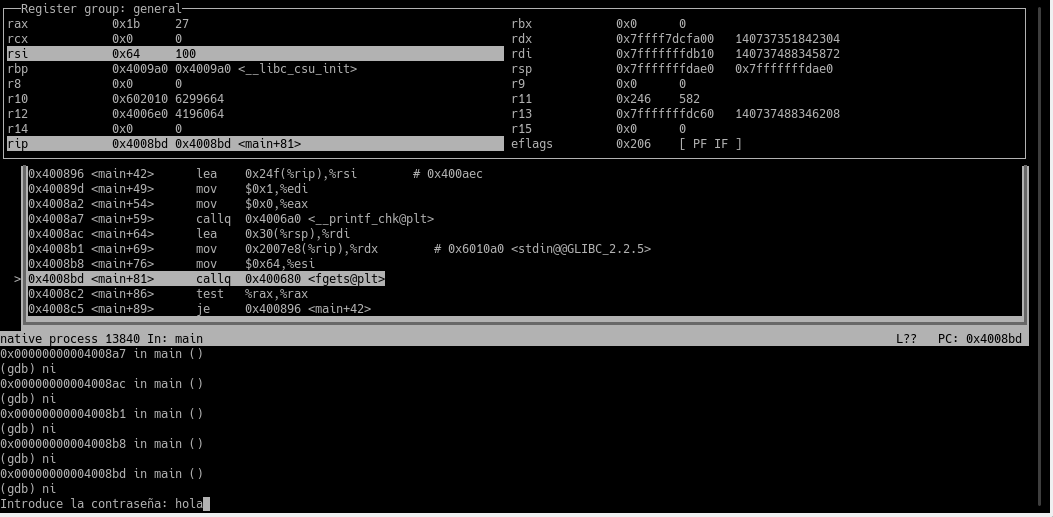 Register group: general
rax 0x1b 27 rbx 0x0 0
rcx 0x0 0 rdx 0x7ffff7dcfa00 140737351842304
rsi 0x64 100 rdi 0x7fffffffdb10 140737488345872
rbp 0x4009a0 0x4009a0 <__libc_csu_init> rsp 0x7fffffffdae0 0x7fffffffdae0
r8 0x0 0 r9 0x0 0
r10 0x602010 6299664 r11 0x246 582
r12 0x4006e0 4196064 r13 0x7fffffffdc60 140737488346208
r14 0x0 0 r15 0x0 0
rip 0x4008bd 0x4008bd <main+81> eflags 0x206 [ PF IF ]
0x400896 <main+42> lea 0x24f(%rip),%rsi # 0x400aec
0x40089d <main+49> mov $0x1,%edi
0x4008a2 <main+54> mov $0x0,%eax
0x4008a7 <main+59> callq 0x4006a0 <__printf_chk@plt>
0x4008ac <main+64> lea 0x30(%rsp),%rdi
0x4008b1 <main+69> mov 0x2007e8(%rip),%rdx # 0x6010a0 <stdin@@GLIBC_2.2.5>
0x4008b8 <main+76> mov $0x64,%esi
>0x4008bd <main+81> callq 0x400680 <fgets@plt>
0x4008c2 <main+86> test %rax,%rax
0x4008c5 <main+89> je 0x400896 <main+42>
native process 13840 In: main L?? PC: 0x4008bd
0x00000000004008a7 in main ()
(gdb) ni
0x00000000004008ac in main ()
(gdb) ni
0x00000000004008b1 in main ()
(gdb) ni
0x00000000004008b8 in main ()
(gdb) ni
0x00000000004008bd in main ()
(gdb) ni
Introduce la contraseña: hola